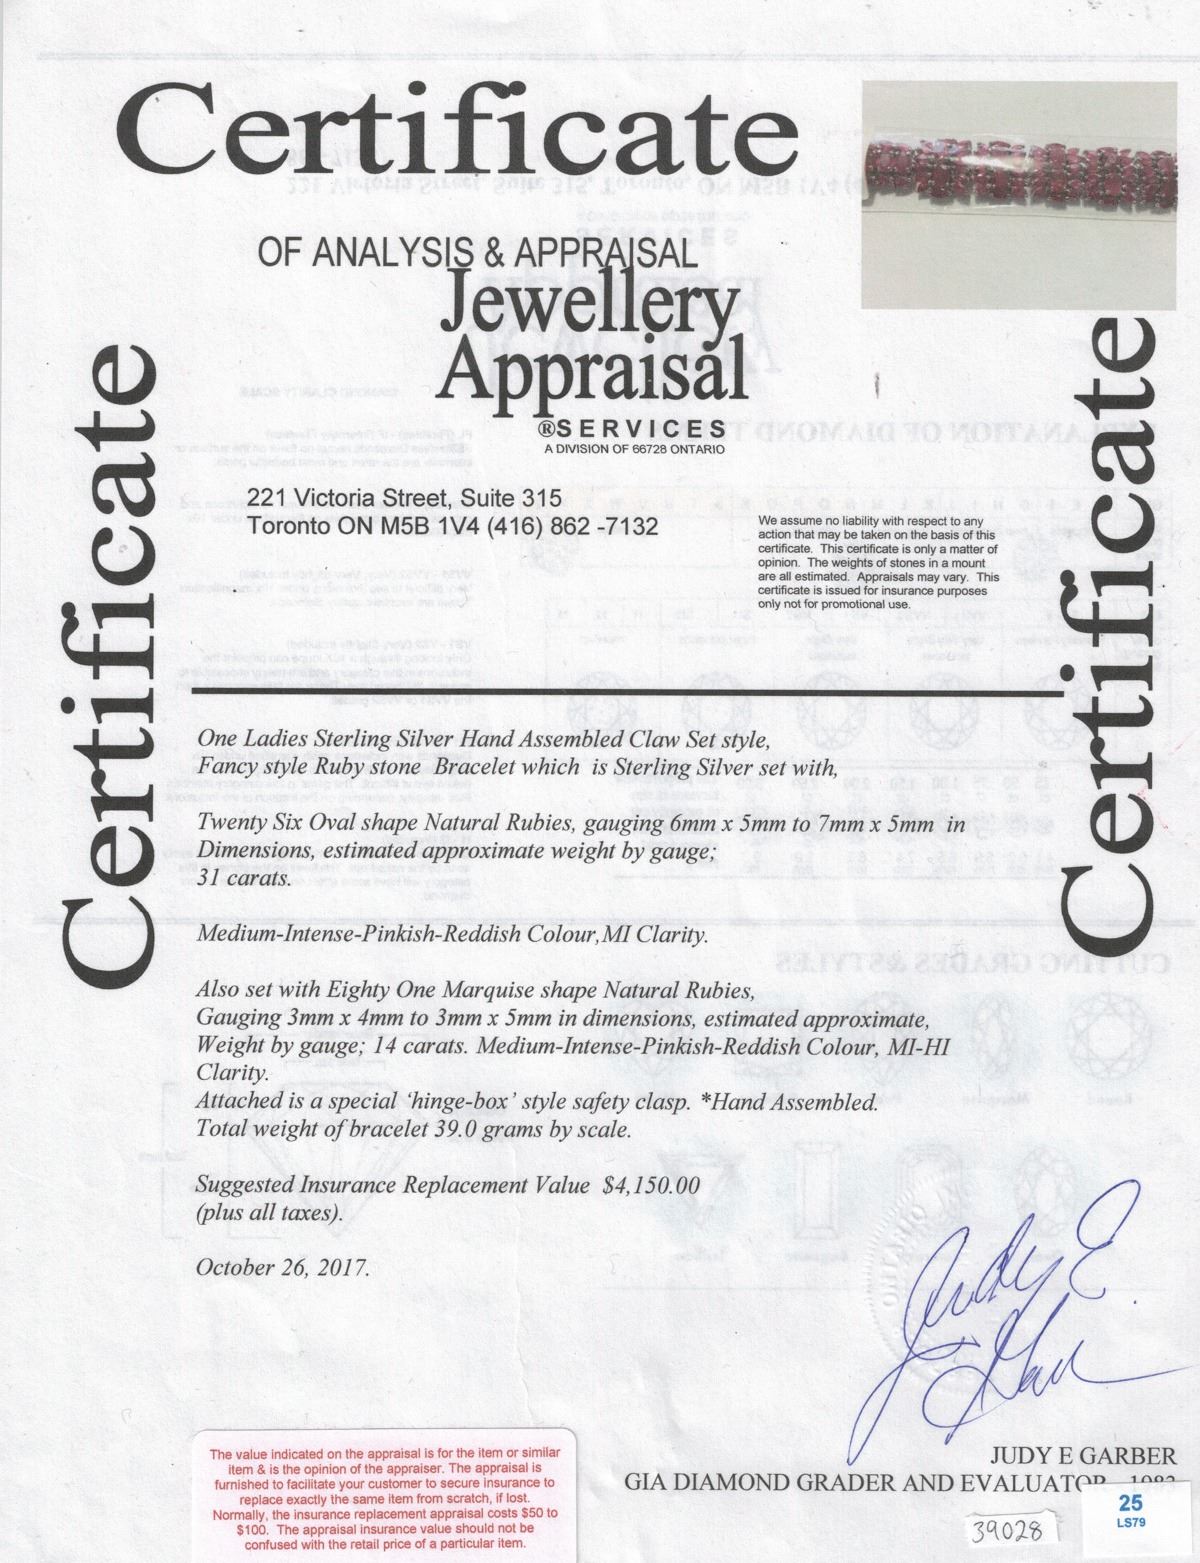 Certificate
OF ANALYSIS & APPRAISAL
Jewellery
Appraisal
®SERVICES
A DIVISION OF 66728 ONTARIO
Certificate
Certificate
221 Victoria Street, Suite 315
Toronto ON M5B 1V4 (416) 862 -7132
We assume no liability with respect to any
action that may be taken on the basis of this
certificate. This certificate is only a matter of
opinion. The weights of stones in a mount
are all estimated. Appraisals may vary. This
certificate is issued for insurance purposes
only not for promotional use.
One Ladies Sterling Silver Hand Assembled Claw Set style,
Fancy style Ruby stone Bracelet which is Sterling Silver set with,
Twenty Six Oval shape Natural Rubies, gauging 6mm x 5mm to 7mm x 5mm in
Dimensions, estimated approximate weight by gauge;
31 carats.
Medium-Intense-Pinkish-Reddish Colour,MI Clarity.
Also set with Eighty One Marquise shape Natural Rubies,
Gauging 3mm x 4mm to 3mm x 5mm in dimensions, estimated approximate,
Weight by gauge; 14 carats. Medium-Intense-Pinkish-Reddish Colour, MI-HI
Clarity.
Attached is a special ‘hinge-box’ style safety clasp. *Hand Assembled.
Total weight of bracelet 39.0 grams by scale.
Suggested Insurance Replacement Value $4,150.00
(plus all taxes).
October 26, 2017.
Judy E
Garber
JUDY E GARBER
GIA DIAMOND GRADER AND EVALUATOR 1982
The value indicated on the appraisal is for the item or similar
item & is the opinion of the appraiser. The appraisal is
furnished to facilitate your customer to secure insurance to
replace exactly the same item from scratch, if lost.
Normally, the insurance replacement appraisal costs $50 to
$100. The appraisal insurance value should not be
confused with the retail price of a particular item.
39028
25
LS79